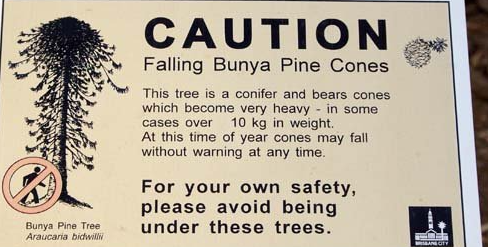 CAUTION
Falling Bunya Pine Cones
This tree is a conifer and bears cones
which become very heavy - in some
cases over 10 kg in weight.
At this time of year cones may fall
without warning at any time.
For your own safety,
please avoid being
under these trees.
Bunya Pine Tree
Araucaria bidwillii
BRISBANE CITY